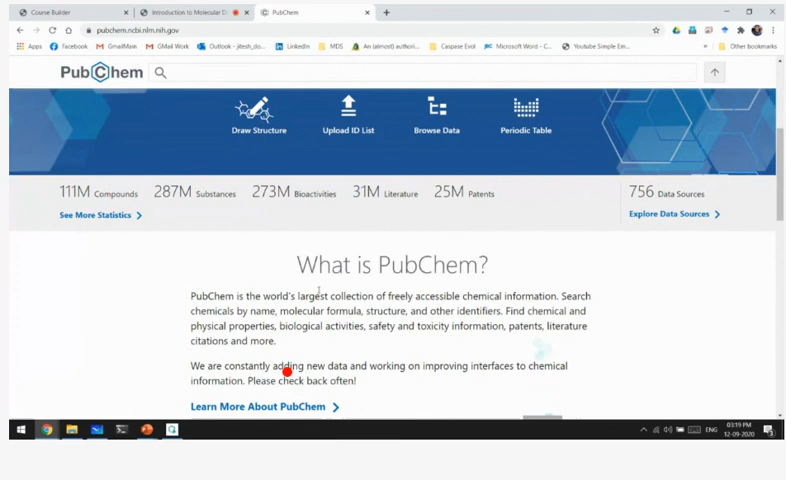 Course Builder
Introduction to Molecular D
PubChem
pubchem.ncbi.nlm.nih.gov
Apps
Facebook
GmailMain
GMail Work
Outlook - jitesh_do...
LinkedIn
MDS
An (almost) authori...
Caspase Evol
Microsoft Word - C...
Youtube Simple Em...
»
Other bookmarks
PubChem
Draw Structure
Upload ID List
Browse Data
Periodic Table
111M Compounds 287M Substances 273M Bioactivities 31M Literature 25M Patents
756 Data Sources
See More Statistics
Explore Data Sources
What is PubChem?
PubChem is the world's largest collection of freely accessible chemical information. Search
chemicals by name, molecular formula, structure, and other identifiers. Find chemical and
physical properties, biological activities, safety and toxicity information, patents, literature
citations and more.
We are constantly adding new data and working on improving interfaces to chemical
information. Please check back often!
Learn More About PubChem
ENG
03:19 PM
12-09-2020